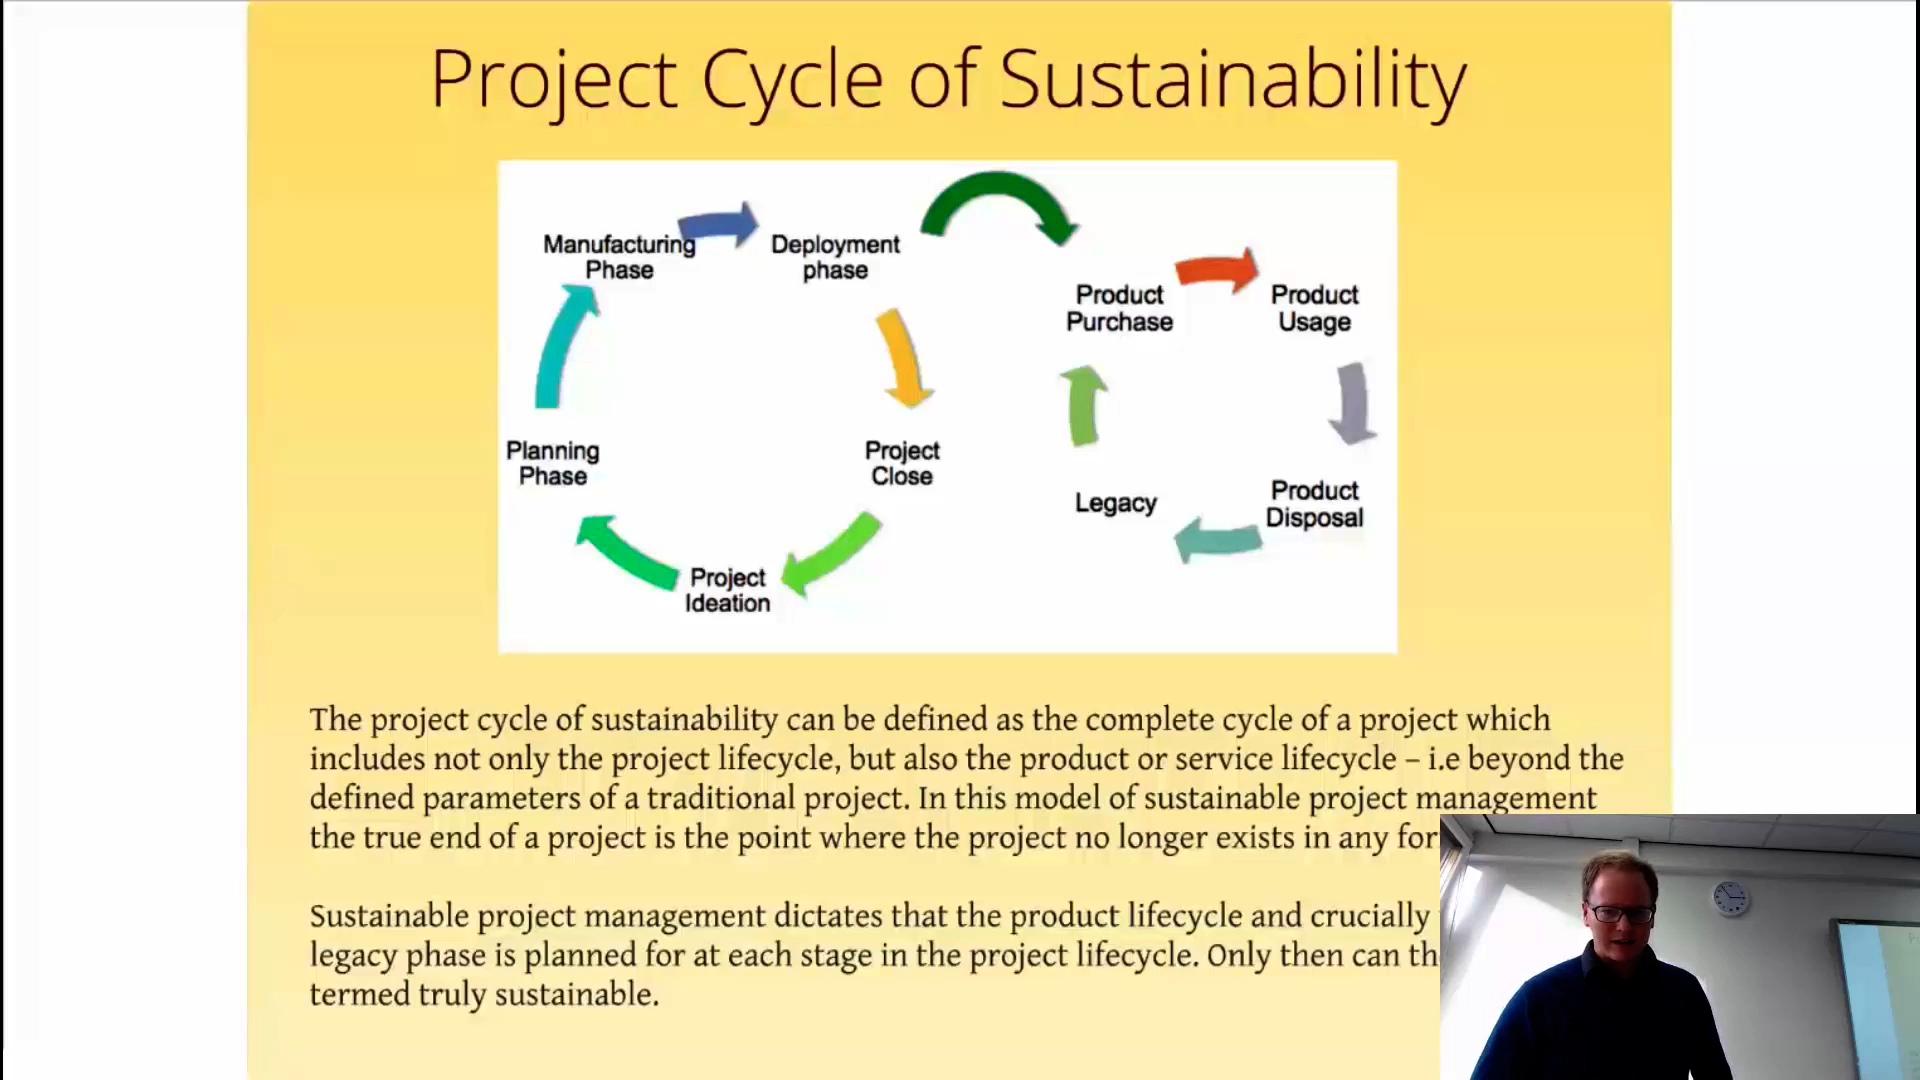 Project Cycle of Sustainability
Manufacturing
Phase
Deployment
phase
Product
Purchase
Product
Usage
Planning
Phase
Project
Close
Legacy
Product
Disposal
Project
Ideation
The project cycle of sustainability can be defined as the complete cycle of a project which
includes not only the project lifecycle, but also the product or service lifecycle – i.e beyond the
defined parameters of a traditional project. In this model of sustainable project management
the true end of a project is the point where the project no longer exists in any
Sustainable project management dictates that the product lifecycle and crucially
legacy phase is planned for at each stage in the project lifecycle. Only then can
termed truly sustainable.